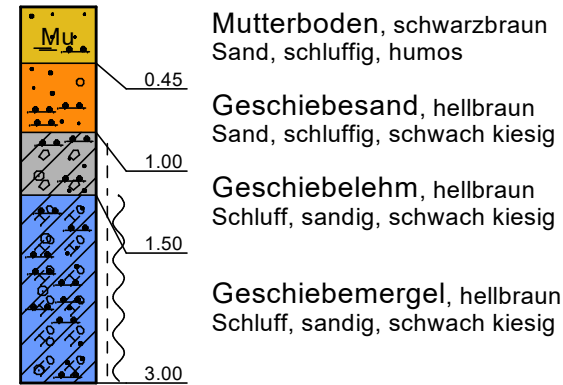 Mu
Mutterboden, schwarzbraun
Sand, schluffig, humos
0.45
Geschiebesand, hellbraun
Sand, schluffig, schwach kiesig
1.00
Geschiebelehm, hellbraun
Schluff, sandig, schwach kiesig
1.50
Geschiebemergel, hellbraun
Schluff, sandig, schwach kiesig
3.00